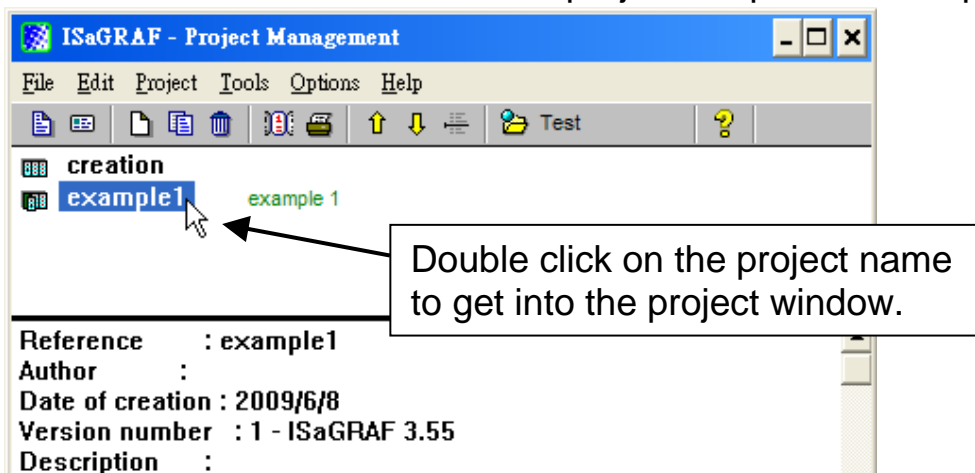 ISaGRAF - Project Management
File Edit Project Tools Options Help
Test
creation
example1 example 1
Double click on the project name
to get into the project window.
Reference : example1
Author :
Date of creation : 2009/6/8
Version number : 1 - ISaGRAF 3.55
Description :